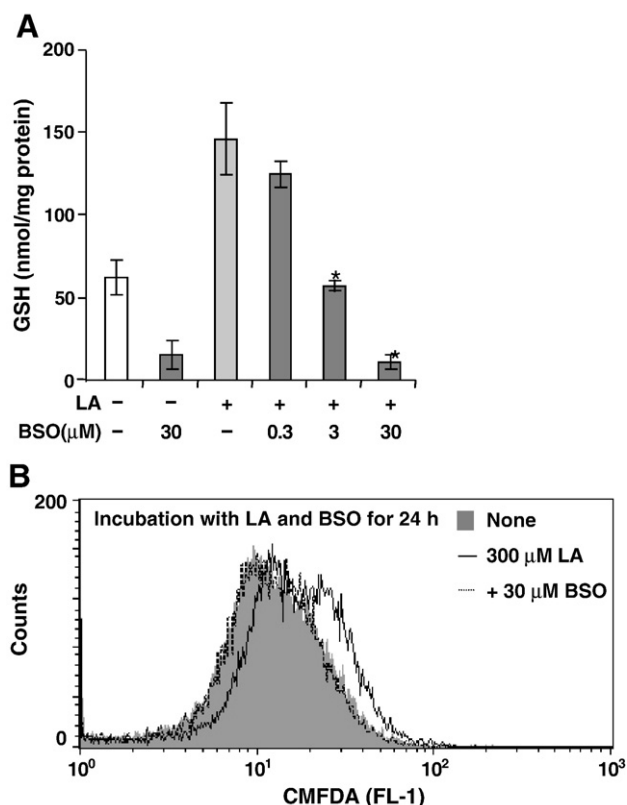 A
200
150
100
50
0
GSH (nmol/mg protein)
*
*
LA − − + + + +
BSO(μM) − 30 − 0.3 3 30
B
200
0
Counts
Incubation with LA and BSO for 24 h
None
300 μM LA
+ 30 μM BSO
10⁰ 10¹ 10² 10³
CMFDA (FL-1)